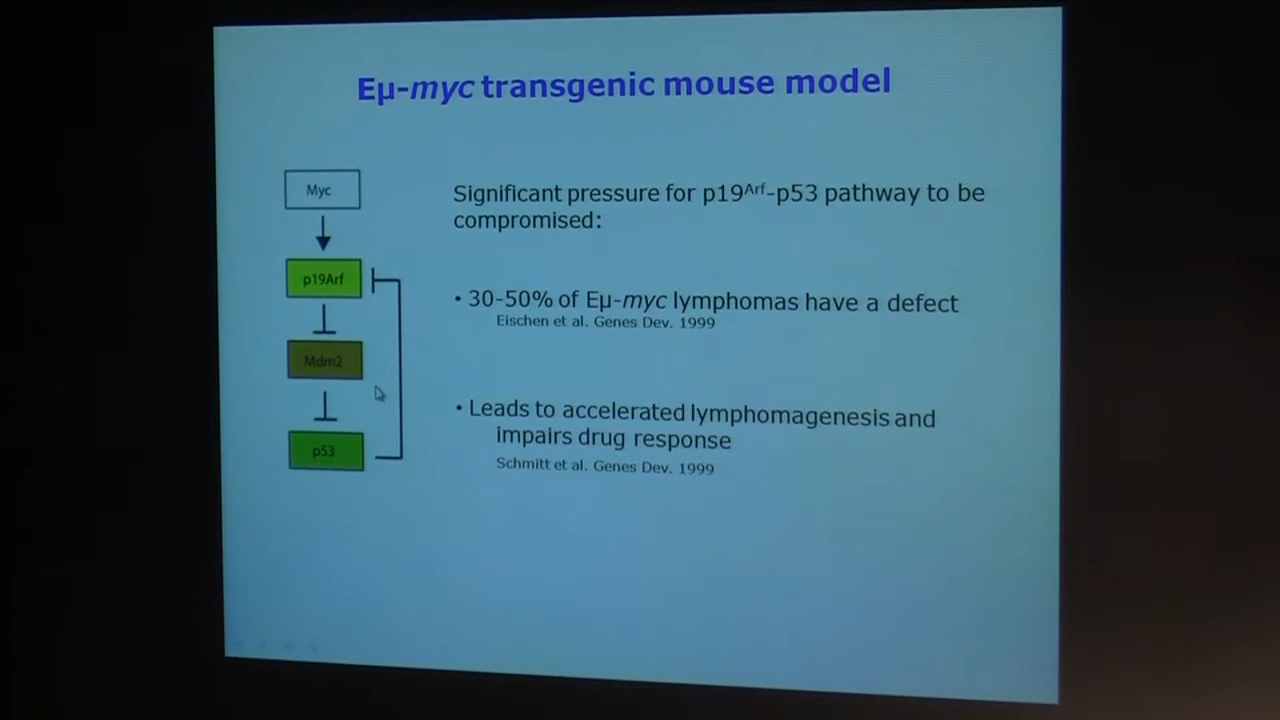 Eµ-myc transgenic mouse model
Myc
p19Arf
Mdm2
p53
Significant pressure for p19Arf-p53 pathway to be
compromised:
• 30-50% of Eµ-myc lymphomas have a defect
Eischen et al. Genes Dev. 1999
• Leads to accelerated lymphomagenesis and
impairs drug response
Schmitt et al. Genes Dev. 1999